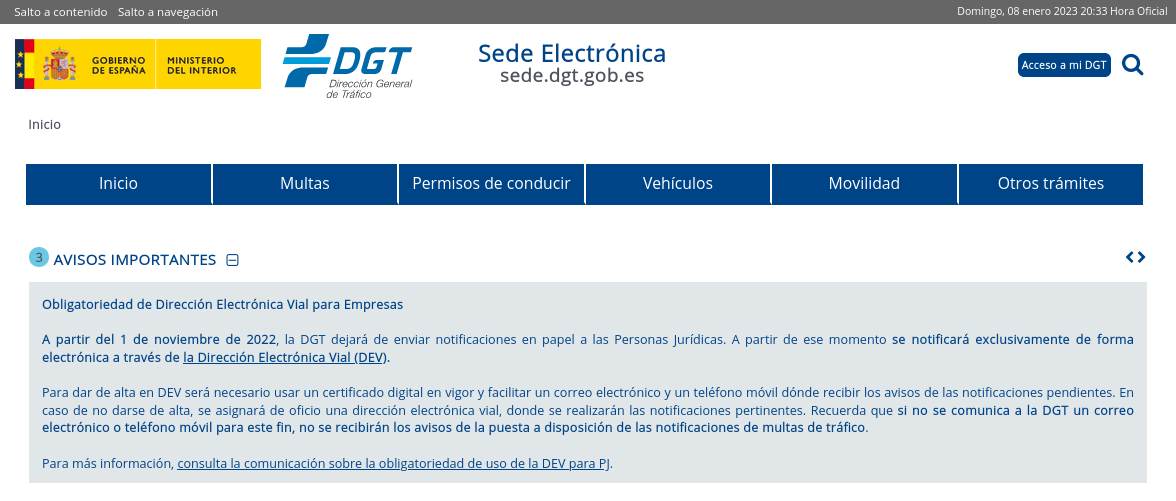 Salto a contenido Salto a navegación
Domingo, 08 enero 2023 20:33 Hora Oficial
GOBIERNO
DE ESPAÑA
MINISTERIO
DEL INTERIOR
DGT
Dirección General
de Tráfico
Sede Electrónica
sede.dgt.gob.es
Acceso a mi DGT
Inicio
Inicio
Multas
Permisos de conducir
Vehículos
Movilidad
Otros trámites
3 AVISOS IMPORTANTES
Obligatoriedad de Dirección Electrónica Vial para Empresas
A partir del 1 de noviembre de 2022, la DGT dejará de enviar notificaciones en papel a las Personas Jurídicas. A partir de ese momento se notificará exclusivamente de forma
electrónica a través de la Dirección Electrónica Vial (DEV).
Para dar de alta en DEV será necesario usar un certificado digital en vigor y facilitar un correo electrónico y un teléfono móvil dónde recibir los avisos de las notificaciones pendientes. En
caso de no darse de alta, se asignará de oficio una dirección electrónica vial, donde se realizarán las notificaciones pertinentes. Recuerda que si no se comunica a la DGT un correo
electrónico o teléfono móvil para este fin, no se recibirán los avisos de la puesta a disposición de las notificaciones de multas de tráfico.
Para más información, consulta la comunicación sobre la obligatoriedad de uso de la DEV para PJ.